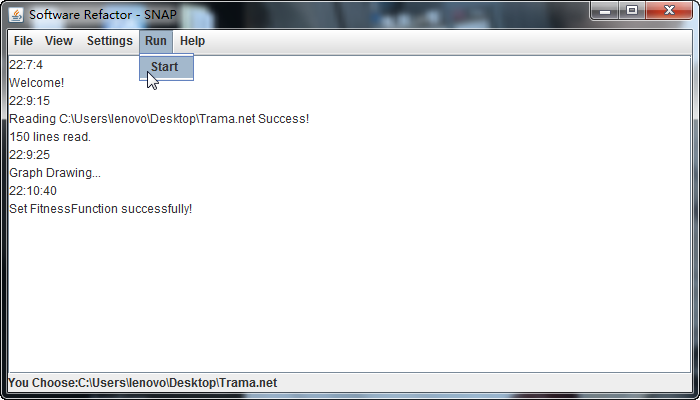 Software Refactor - SNAP
File View Settings Run Help
Start
22:7:4
Welcome!
22:9:15
Reading C:\Users\lenovo\Desktop\Trama.net Success!
150 lines read.
22:9:25
Graph Drawing...
22:10:40
Set FitnessFunction successfully!
You Choose:C:\Users\lenovo\Desktop\Trama.net